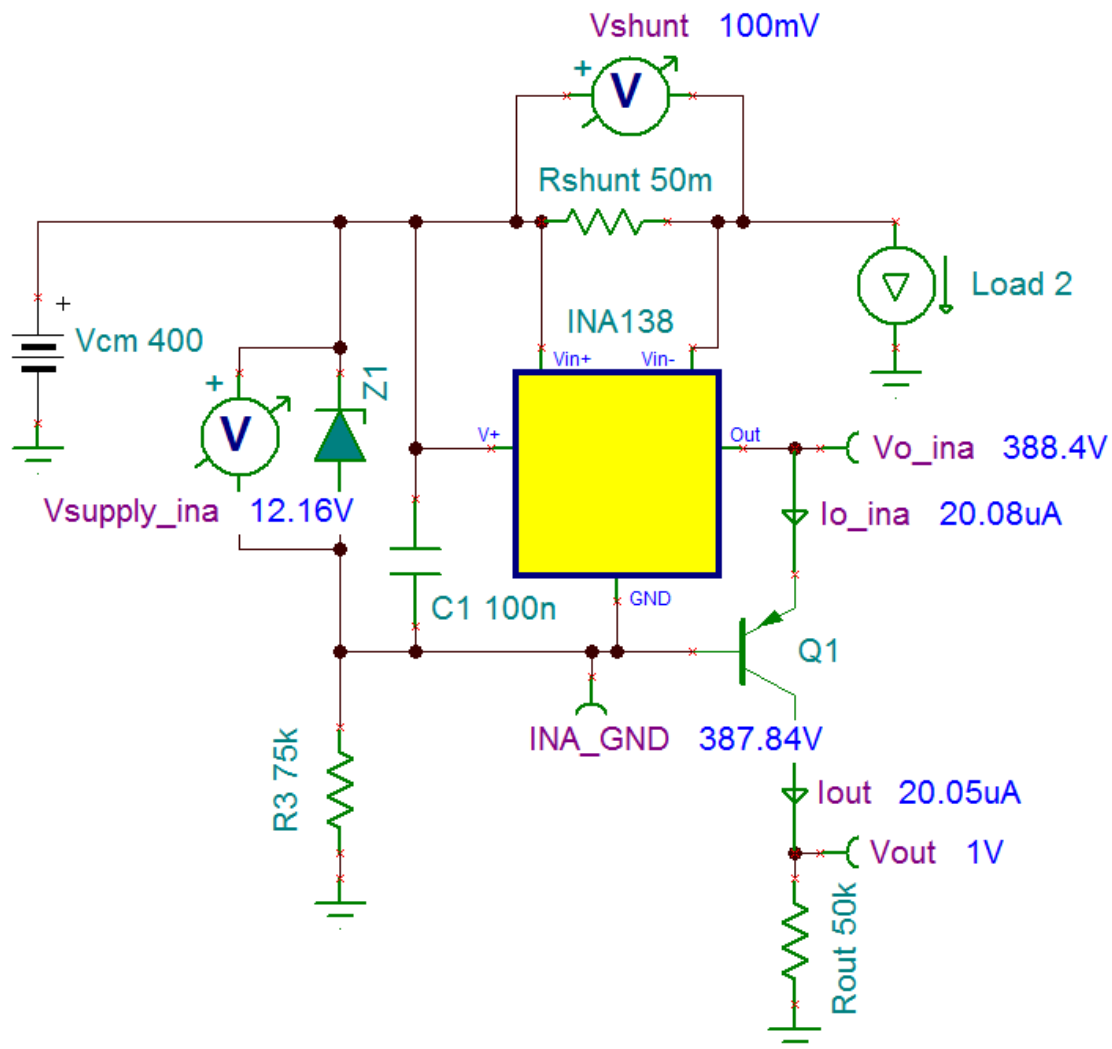 Vshunt 100mV
+
V
Rshunt 50m
+
Vcm 400
INA138
Load 2
Vin+ Vin-
+
V
Z1
V+
Out
Vo_ina 388.4V
Vsupply_ina 12.16V
Io_ina 20.08uA
C1 100n
GND
Q1
INA_GND 387.84V
R3 75k
Iout 20.05uA
Vout 1V
Rout 50k